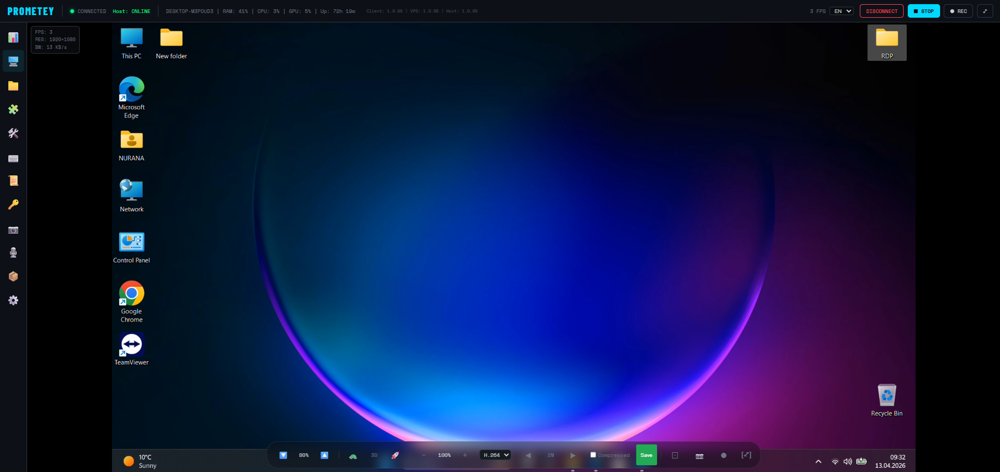 PROMETEY
CONNECTED Host: ONLINE
DESKTOP-M3POUD3 | RAM: 41% | CPU: 3% | GPU: 5% | Up: 72h 19m
Client: 1.0.95 | VPS: 1.0.95 | Host: 1.0.95
3 FPS
EN
DISCONNECT
STOP
REC
FPS: 3
RES: 1920×1080
BW: 13 KB/s
This PC
New folder
RDP
Microsoft
Edge
NURANA
Network
Control Panel
Google
Chrome
TeamViewer
Recycle Bin
80%
30
100%
H.264
2M
Compressed
Save
10°C
Sunny
09:32
13.04.2026